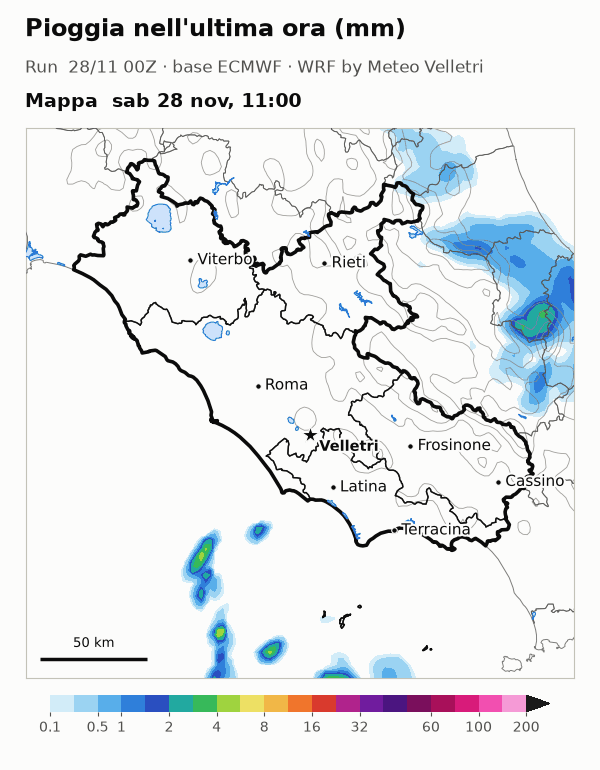 Pioggia nell'ultima ora (mm)
Run 28/11 00Z · base ECMWF · WRF by Meteo Velletri
Mappa sab 28 nov, 11:00
Viterbo
Rieti
Roma
Velletri
Frosinone
Latina
Cassino
Terracina
50 km
0.1 0.5 1 2 4 8 16 32 60 100 200